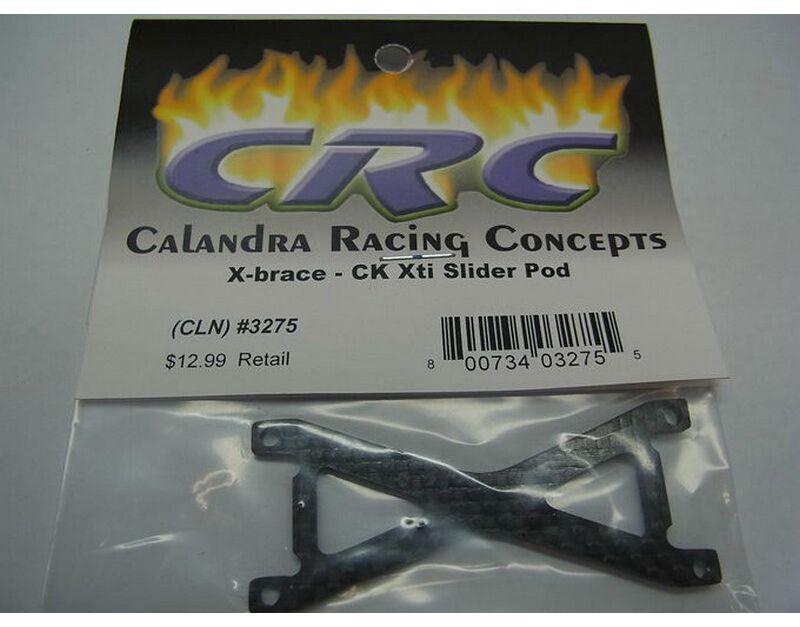 CRC
Calandra Racing Concepts
X-brace - CK Xti Slider Pod
(CLN) #3275
$12.99 Retail
8 00734 03275 5